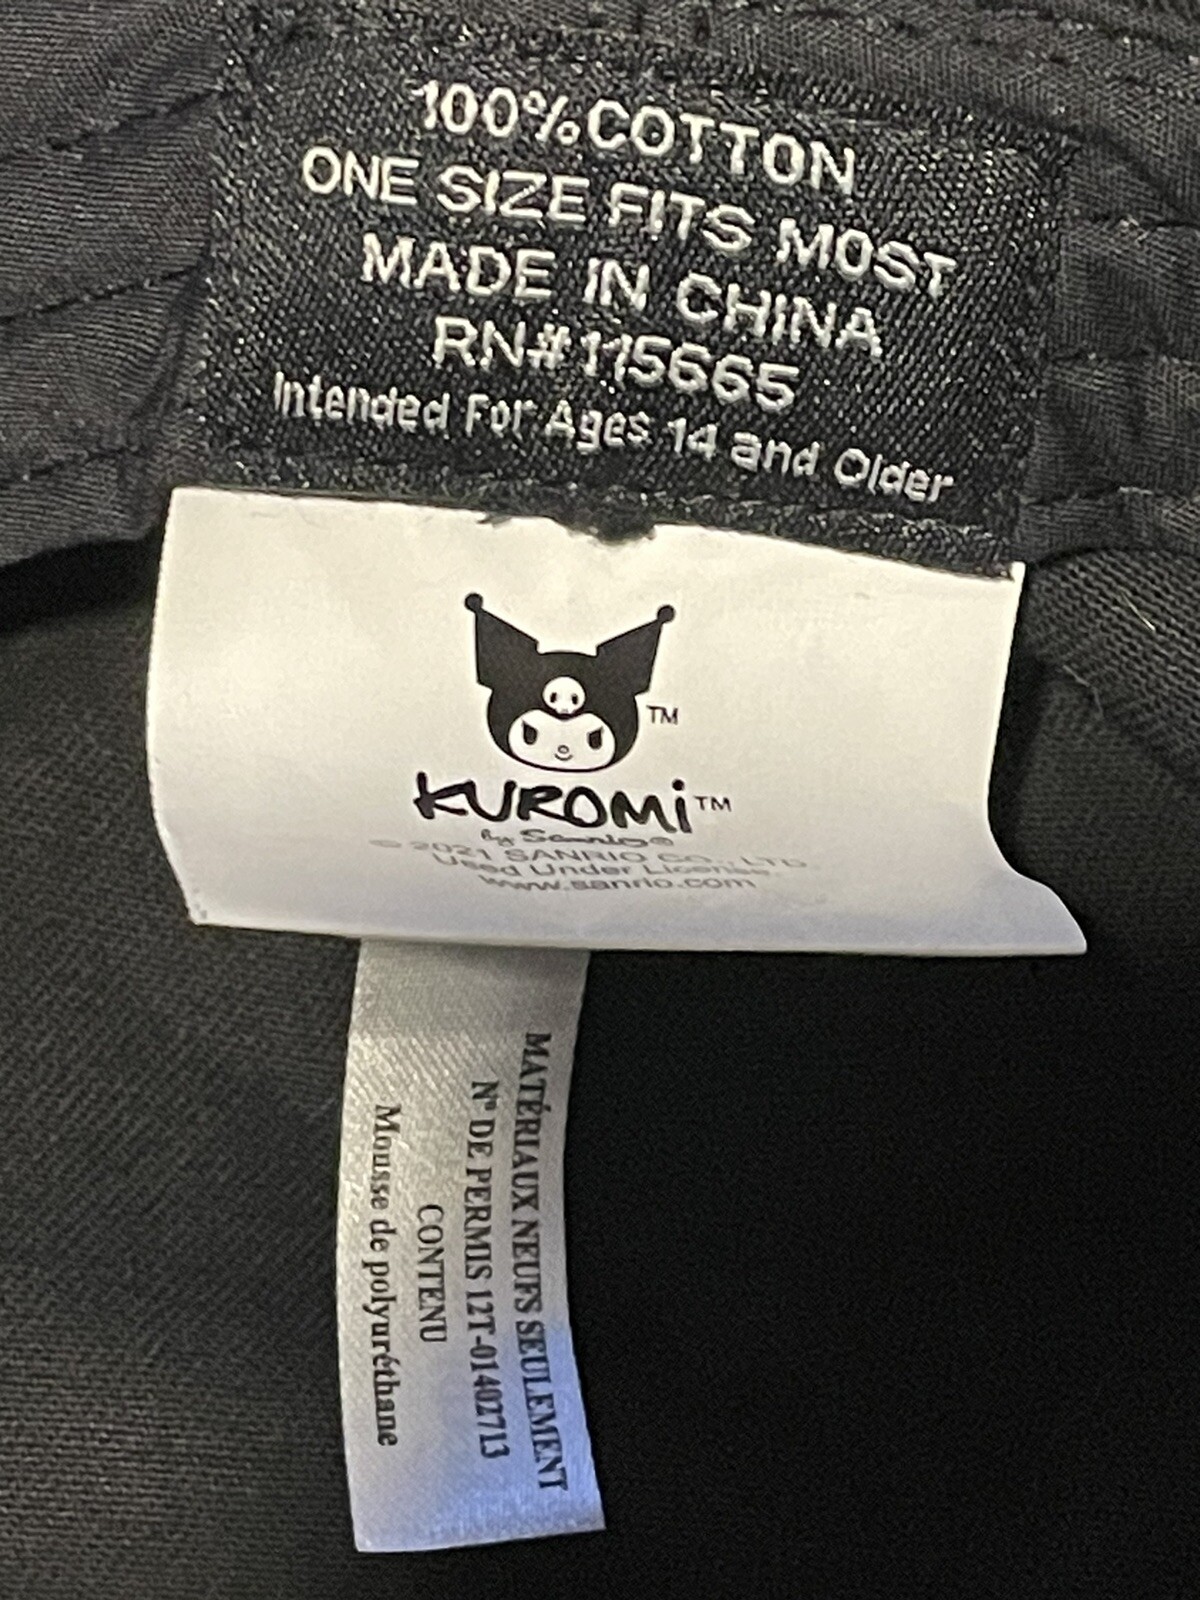 100% COTTON
ONE SIZE FITS MOST
MADE IN CHINA
RN#115665
Intended For Ages 14 and Older
TM
KUROMI™
by Sanrio®
© 2021 SANRIO CO., LTD.
Used Under License.
www.sanrio.com
MATÉRIAUX NEUFS SEULEMENT
N° DE PERMIS 12T-01402713
CONTENU
Mousse de polyuréthane